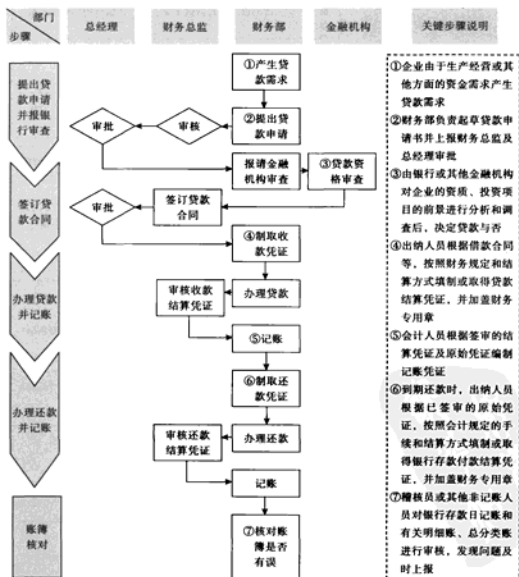 部门
步骤
总经理
财务总监
财务部
金融机构
关键步骤说明
提出贷
款申请
并报银
行审查
签订贷
款合同
办理贷款
并记账
办理还款
并记账
账簿
核对
①产生贷
款需求
②提出贷
款申请
审核
审批
报请金融
机构审查
③贷款资
格审查
签订贷款
合同
审批
④制取收
款凭证
办理贷款
审核收款
结算凭证
⑤记账
⑥制取还
款凭证
办理还款
审核还款
结算凭证
记账
⑦核对账
簿是否
有误
①企业由于生产经营或其
他方面的资金需求产生
贷款需求
②财务部负责起草贷款申
请书并上报财务总监及
总经理审批
③由银行或其他金融机构
对企业的资质、投资项
目的前景进行分析和调
查后，决定贷款与否
④出纳人员根据借款合同
等，按照财务规定和结
算方式填制或取得贷款
结算凭证，并加盖财务
专用章
⑤会计人员根据签审的结
算凭证及原始凭证编制
记账凭证
⑥到期还款时，出纳人员
根据已签审的原始凭
证，按照会计规定的手
续和结算方式填制或取
得银行存款付款结算凭
证，并加盖财务专用章
⑦稽核员或其他非记账人
员对银行存款日记账和
有关明细账、总分类账
进行审核，发现问题及
时上报